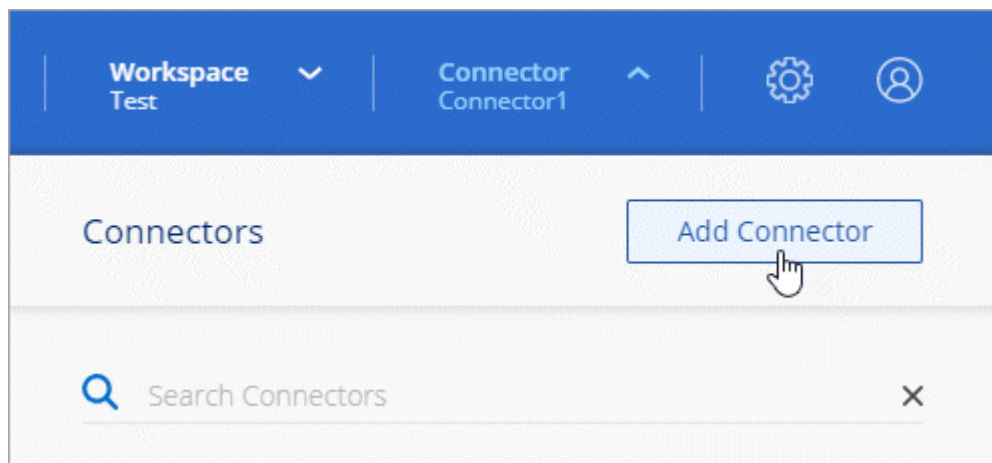 Workspace
Test
Connector
Connector1
Connectors
Add Connector
Search Connectors